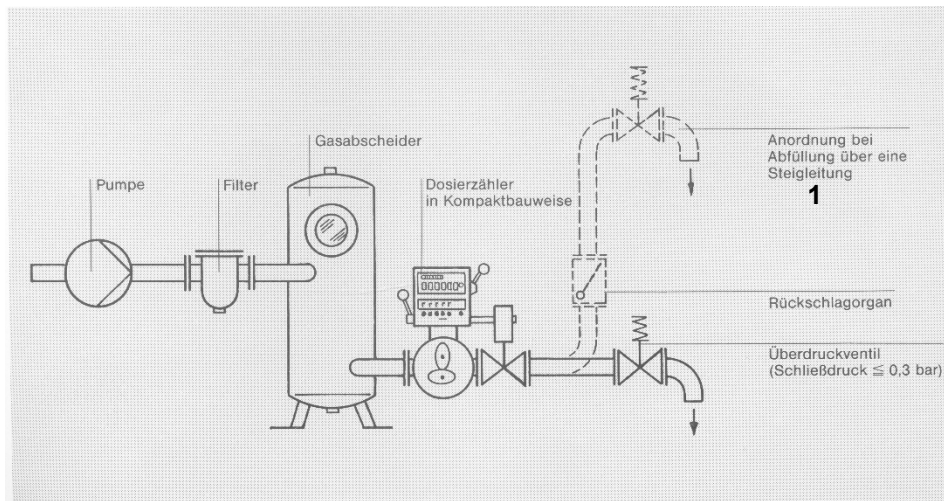 Gasabscheider
Anordnung bei
Abfüllung über eine
Steigleitung
1
Pumpe
Filter
Dosierzähler
in Kompaktbauweise
Rückschlagorgan
Überdruckventil
(Schließdruck ≦ 0,3 bar)